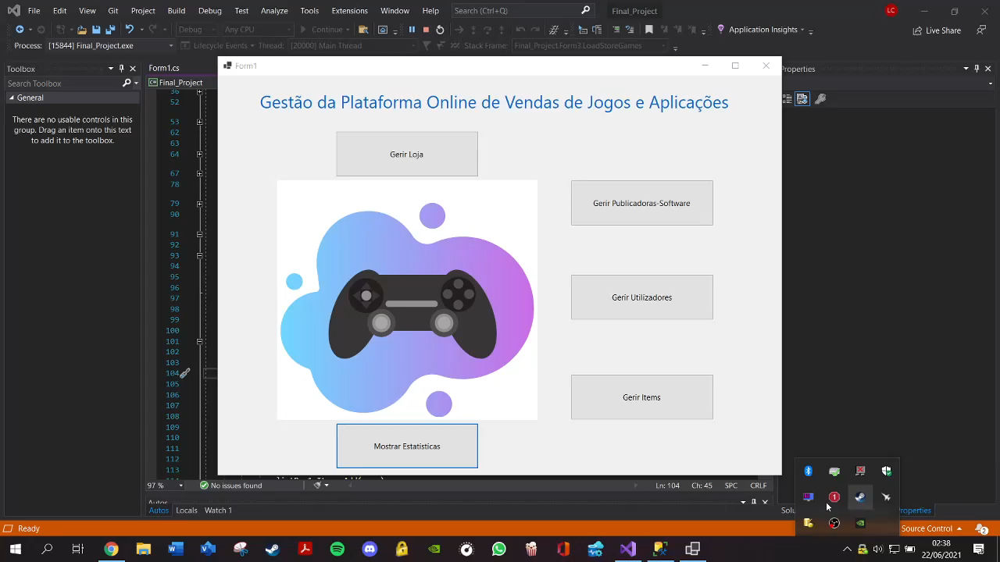 File Edit View Git Project Build Debug Test Analyze Tools Extensions Window Help Search (Ctrl+Q) Final_Project LC
Debug Any CPU Continue Application Insights Live Share
Process: [15844] Final_Project.exe Lifecycle Events Thread: [20000] Main Thread Stack Frame: Final_Project.Form3.LoadStoreGames
Toolbox
Form1.cs
Properties
Search Toolbox
Final_Project
General
There are no usable controls in this
group. Drag an item onto this text
to add it to the toolbox.
Form1
Gestão da Plataforma Online de Vendas de Jogos e Aplicações
Gerir Loja
Gerir Publicadoras-Software
Gerir Utilizadores
Gerir Items
Mostrar Estatísticas
36
52
53
62
63
64
67
78
79
90
91
92
93
94
95
96
97
98
99
100
101
102
103
104
105
106
107
108
109
110
111
112
113
97 % No issues found Ln: 104 Ch: 45 SPC CRLF
Autos
Autos Locals Watch 1 Properties
Ready Source Control 2
1
02:38
22/06/2021